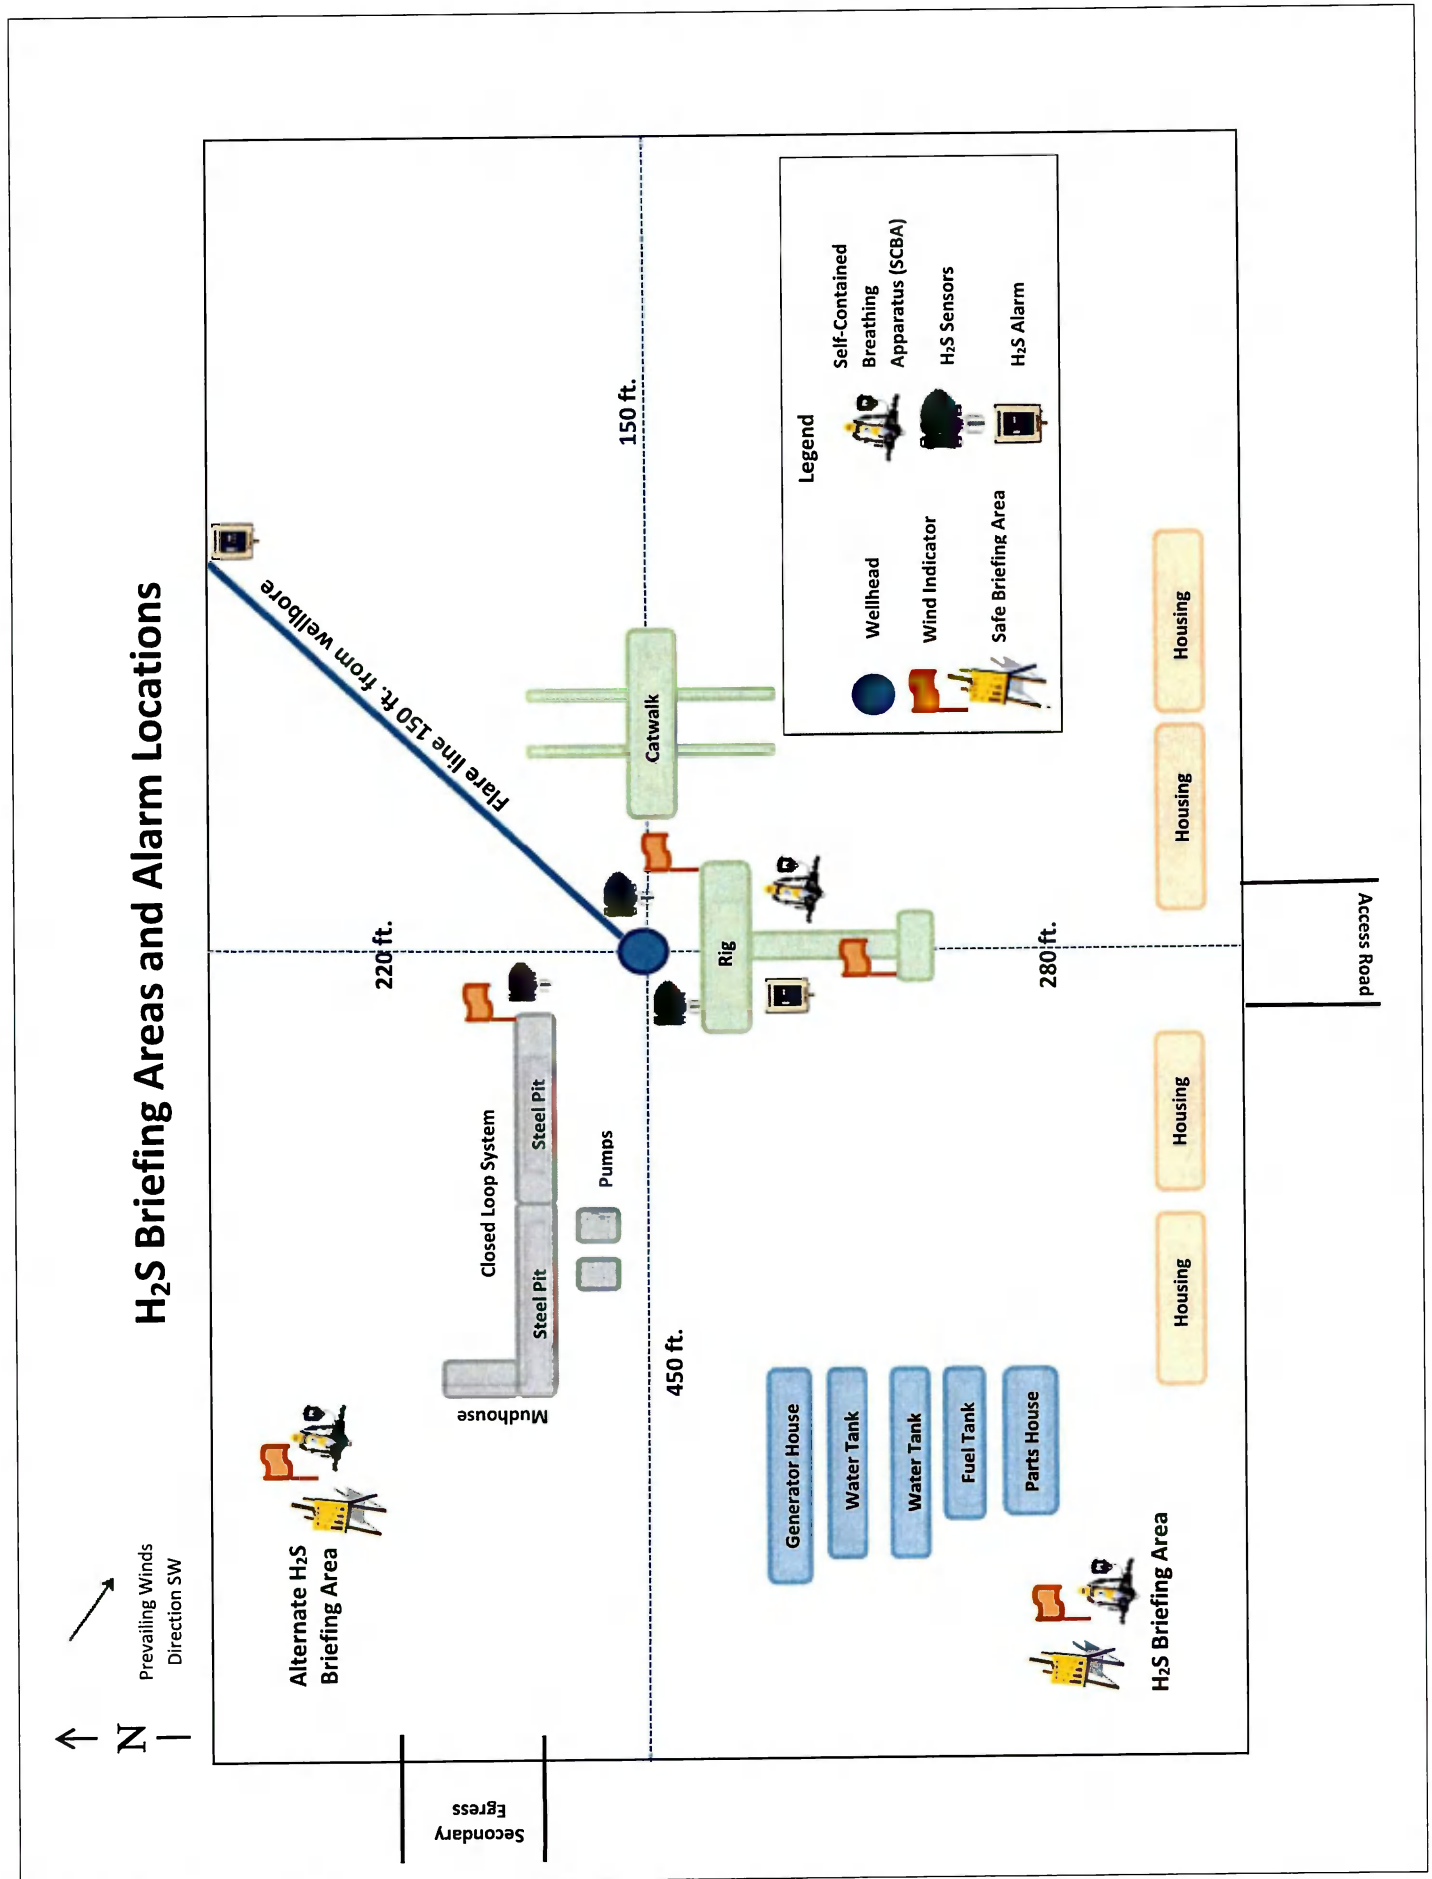 H₂S Briefing Areas and Alarm Locations
N
Prevailing Winds
Direction SW
Secondary
Egress
Alternate H₂S
Briefing Area
Mudhouse
Closed Loop System
Steel Pit
Steel Pit
Pumps
220 ft.
Flare line 150 ft. from wellbore
450 ft.
150 ft.
Catwalk
Rig
280 ft.
Generator House
Water Tank
Water Tank
Fuel Tank
Parts House
H₂S Briefing Area
Housing
Housing
Housing
Housing
Access Road
Legend
Wellhead
Wind Indicator
Safe Briefing Area
Self-Contained
Breathing
Apparatus (SCBA)
H₂S Sensors
H₂S Alarm